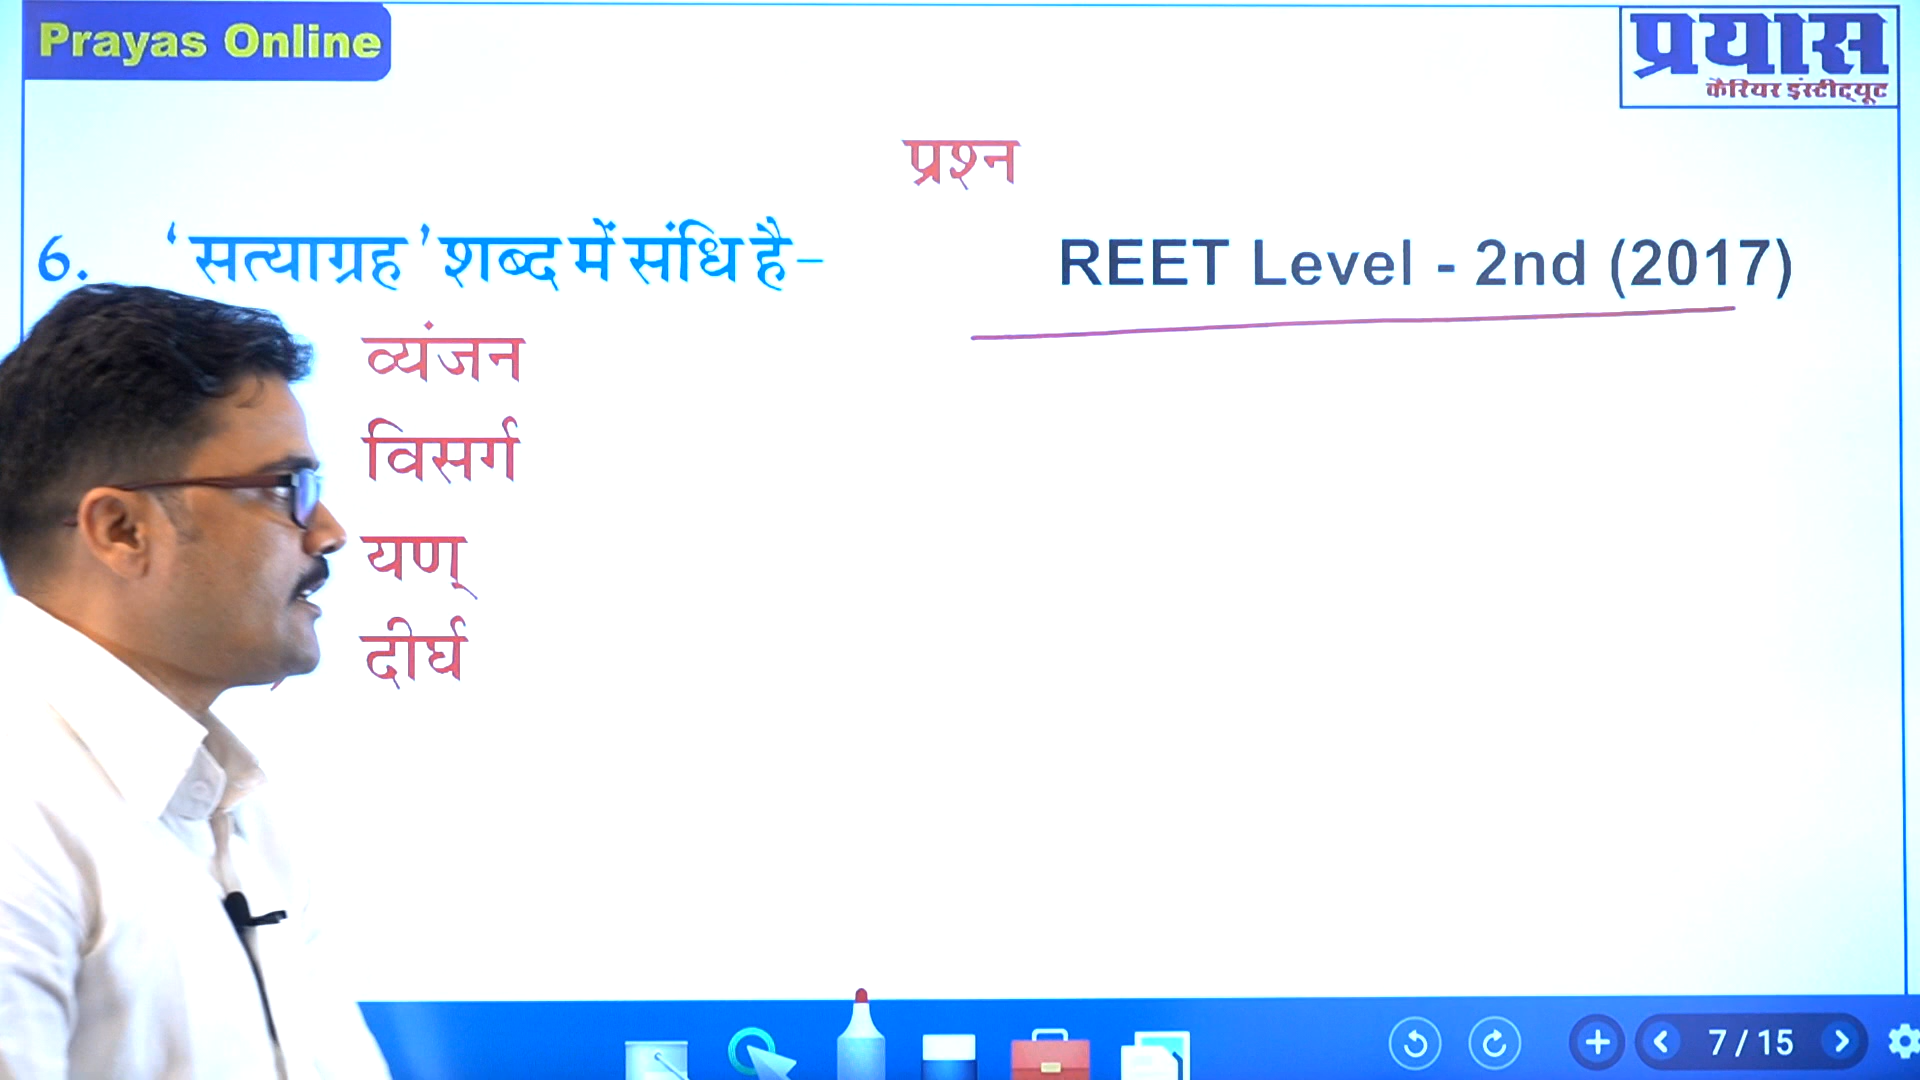 Prayas Online
प्रयास
कैरियर इंस्टीट्यूट
प्रश्न
6. ‘सत्याग्रह’ शब्द में संधि है–
REET Level - 2nd (2017)
व्यंजन
विसर्ग
यण्
दीर्घ
7 / 15